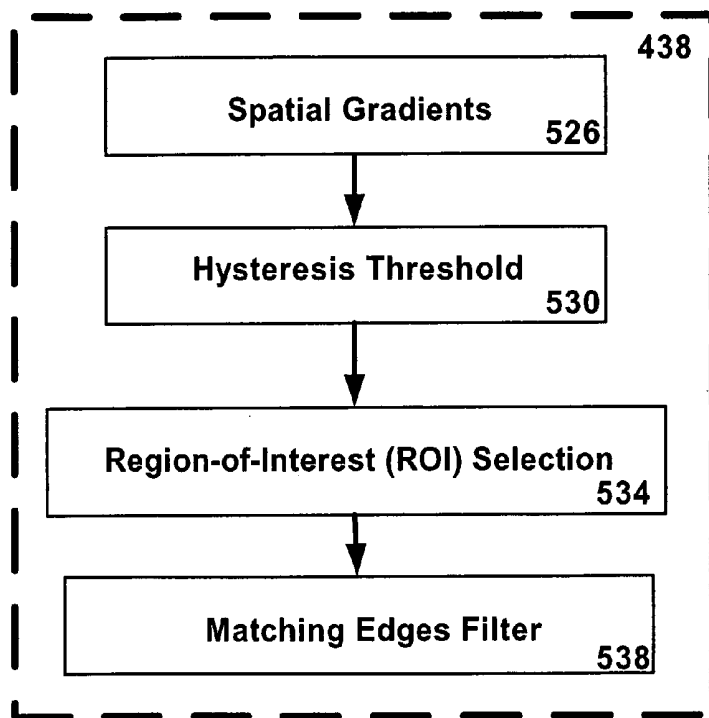 438
Spatial Gradients
526
Hysteresis Threshold
530
Region-of-Interest (ROI) Selection
534
Matching Edges Filter
538